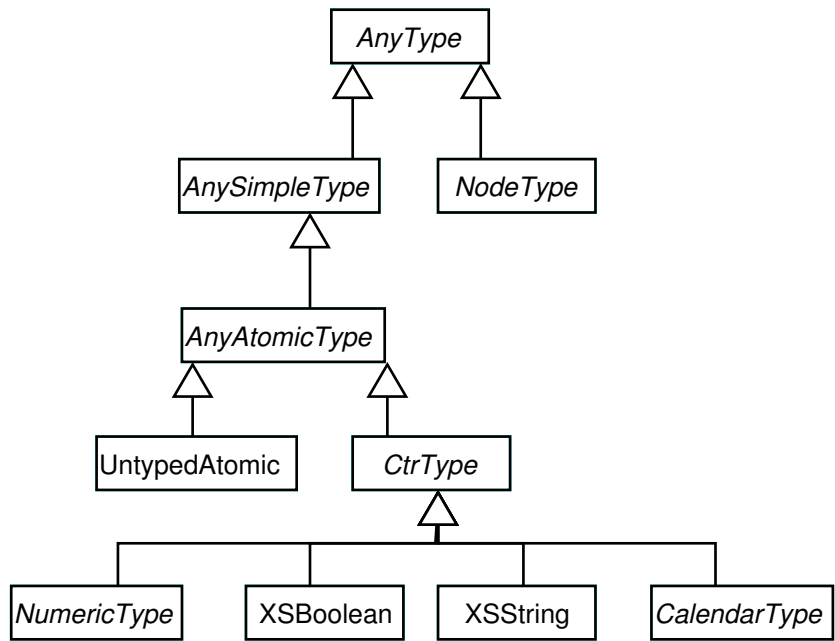 AnyType
AnySimpleType
NodeType
AnyAtomicType
UntypedAtomic
CtrType
NumericType
XSBoolean
XSString
CalendarType